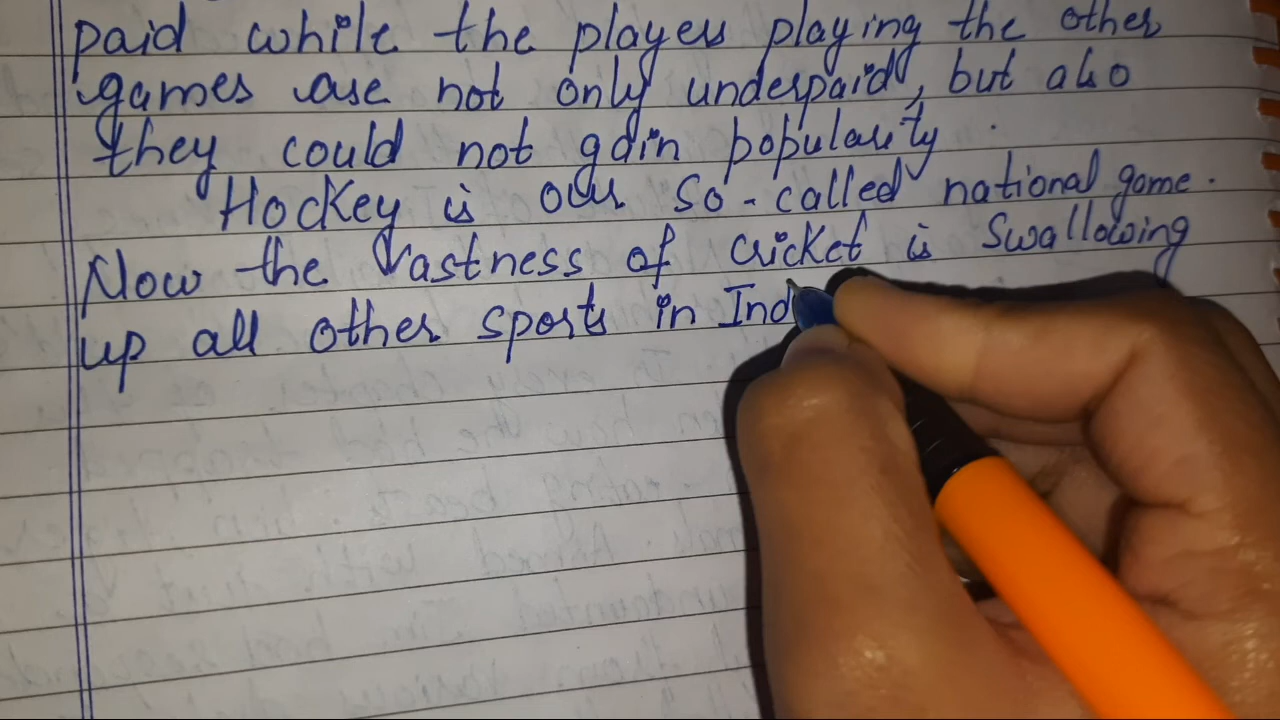 paid while the players playing the other
games are not only underpaid, but also
they could not gain popularity.
Hockey is our so-called national game.
Now the Vastness of cricket is Swallowing
up all other sports in Ind